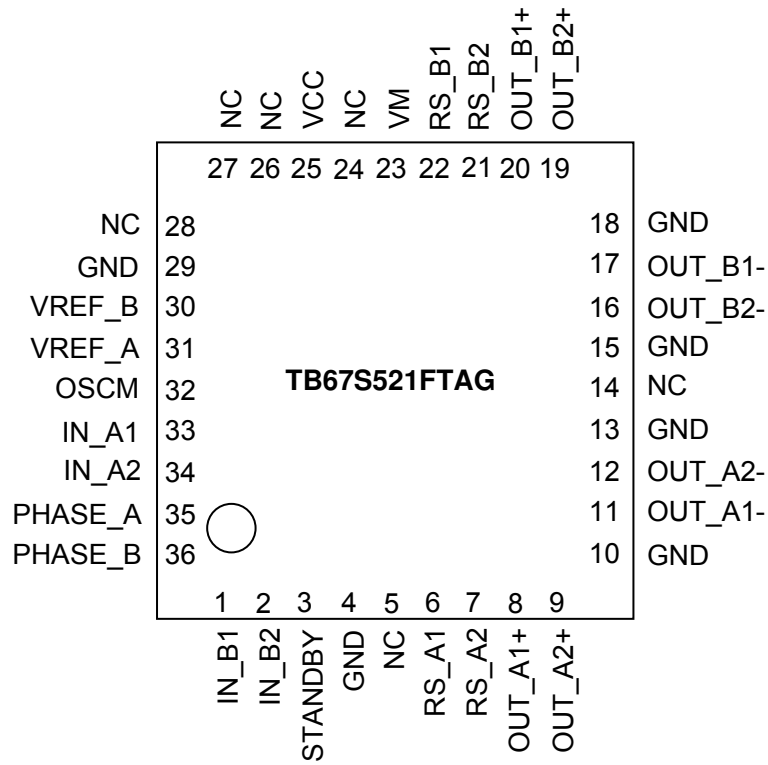 NC NC VCC NC VM RS_B1 RS_B2 OUT_B1+ OUT_B2+
27 26 25 24 23 22 21 20 19
NC 28 18 GND
GND 29 17 OUT_B1-
VREF_B 30 16 OUT_B2-
VREF_A 31 15 GND
TB67S521FTAG
OSCM 32 14 NC
IN_A1 33 13 GND
IN_A2 34 12 OUT_A2-
PHASE_A 35 11 OUT_A1-
PHASE_B 36 10 GND
1 2 3 4 5 6 7 8 9
IN_B1 IN_B2 STANDBY GND NC RS_A1 RS_A2 OUT_A1+ OUT_A2+